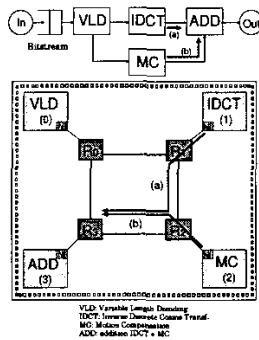 In
VLD
IDCT
ADD
Out
(a)
Bitstream
(b)
MC
VLD
(0)
IDCT
(1)
(a)
(b)
ADD
(3)
MC
(2)
VLD: Variable Length Decoding
IDCT: Inverse Discrete Cosine Transf.
MC: Motion Compensation
ADD: addition IDCT + MC